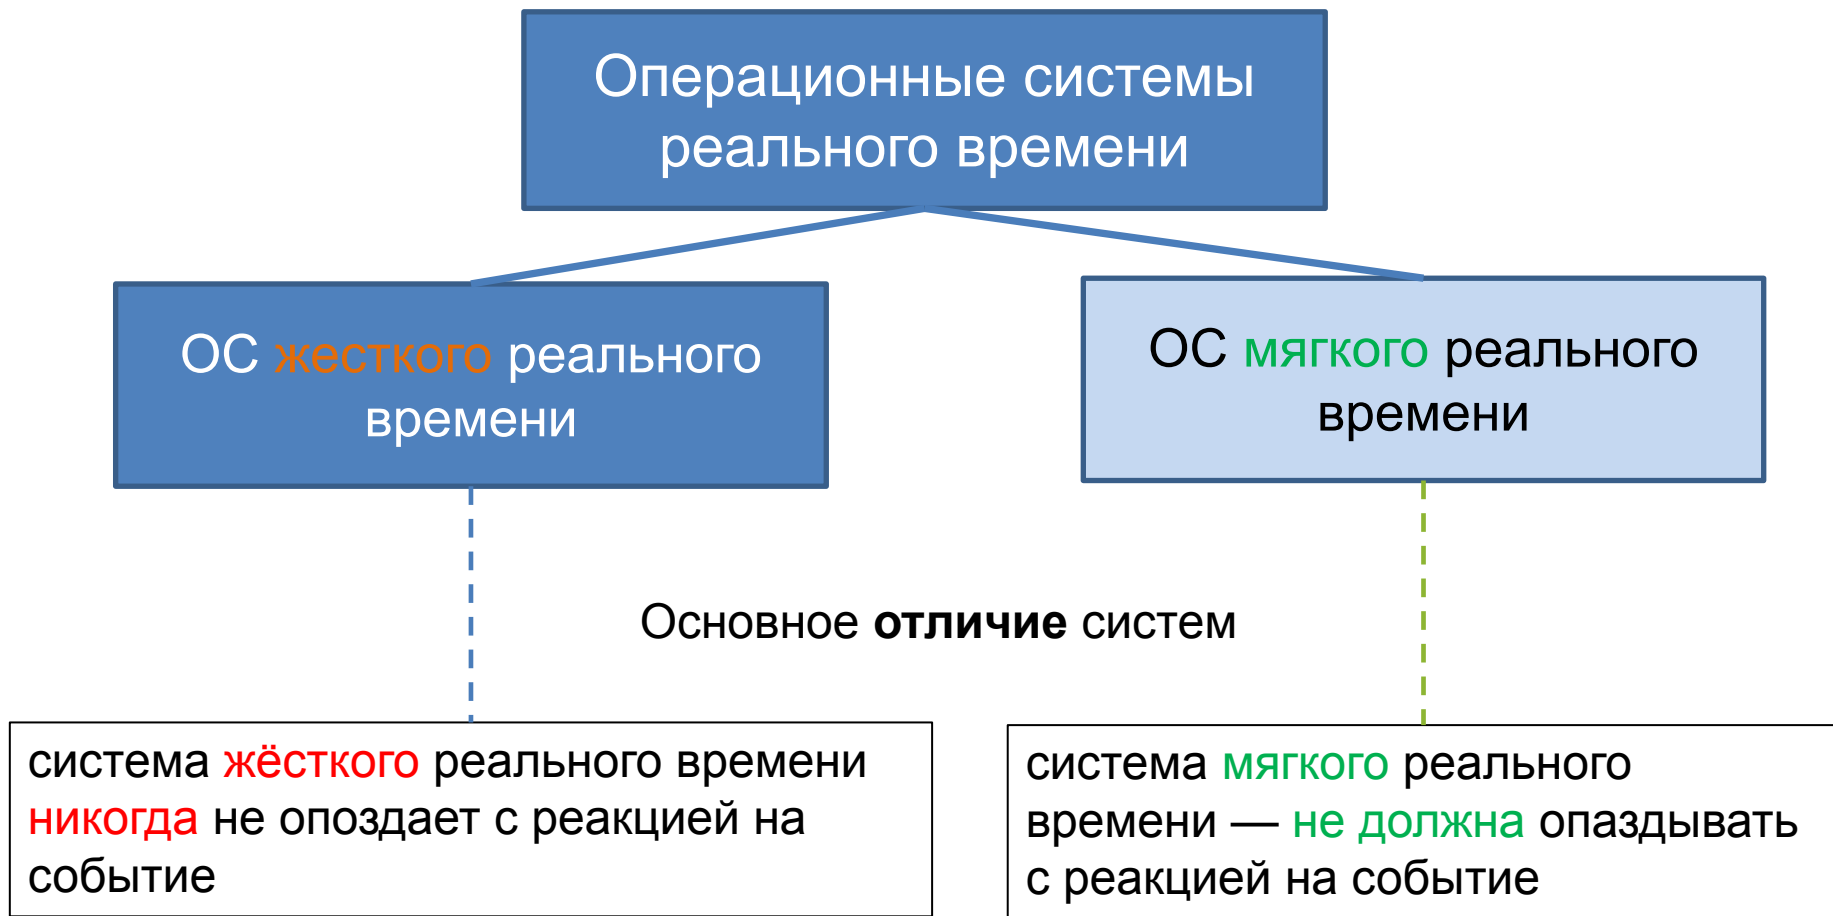 Операционные системы
реального времени
ОС жесткого реального
времени
ОС мягкого реального
времени
Основное отличие систем
система жёсткого реального времени
никогда не опоздает с реакцией на
событие
система мягкого реального
времени — не должна опаздывать
с реакцией на событие